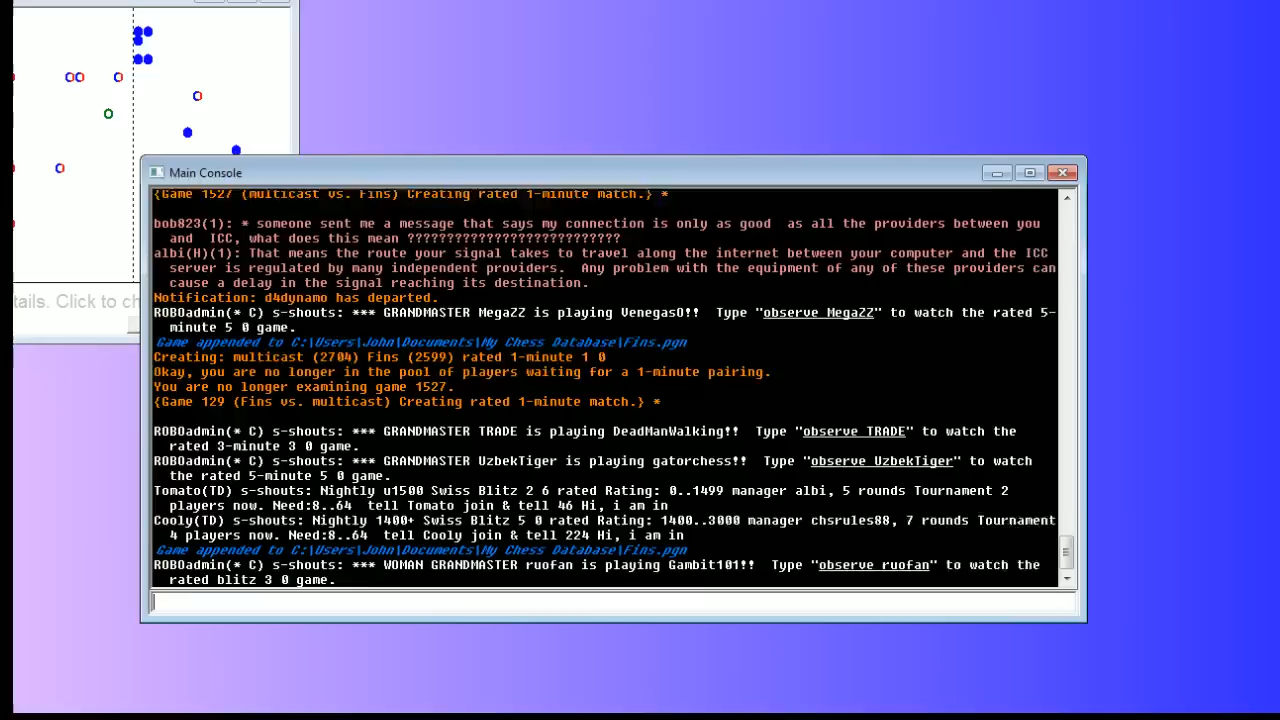 Main Console
{Game 1527 (multicast vs. Fins) Creating rated 1-minute match.} *
bob823(1): * someone sent me a message that says my connection is only as good  as all the providers between you
and  ICC, what does this mean ???????????????????????????
albi(H)(1): That means the route your signal takes to travel along the internet between your computer and the ICC
server is regulated by many independent providers.  Any problem with the equipment of any of these providers can
cause a delay in the signal reaching its destination.
Notification: d4dynamo has departed.
ROBOadmin(* C) s-shouts: *** GRANDMASTER MegaZZ is playing VenegasO!!  Type "observe MegaZZ" to watch the rated 5-
minute 5 0 game.
Game appended to C:\Users\John\Documents\My Chess Database\Fins.pgn
Creating: multicast (2704) Fins (2599) rated 1-minute 1 0
Okay, you are no longer in the pool of players waiting for a 1-minute pairing.
You are no longer examining game 1527.
{Game 129 (Fins vs. multicast) Creating rated 1-minute match.} *
ROBOadmin(* C) s-shouts: *** GRANDMASTER TRADE is playing DeadManWalking!!  Type "observe TRADE" to watch the
rated 3-minute 3 0 game.
ROBOadmin(* C) s-shouts: *** GRANDMASTER UzbekTiger is playing gatorchess!!  Type "observe UzbekTiger" to watch
the rated 5-minute 5 0 game.
Tomato(TD) s-shouts: Nightly u1500 Swiss Blitz 2 6 rated Rating: 0..1499 manager albi, 5 rounds Tournament 2
players now. Need:8..64  tell Tomato join & tell 46 Hi, i am in
Cooly(TD) s-shouts: Nightly 1400+ Swiss Blitz 5 0 rated Rating: 1400..3000 manager chsrules88, 7 rounds Tournament
4 players now. Need:8..64  tell Cooly join & tell 224 Hi, i am in
Game appended to C:\Users\John\Documents\My Chess Database\Fins.pgn
ROBOadmin(* C) s-shouts: *** WOMAN GRANDMASTER ruofan is playing Gambit101!!  Type "observe ruofan" to watch the
rated blitz 3 0 game.
tails. Click to ch